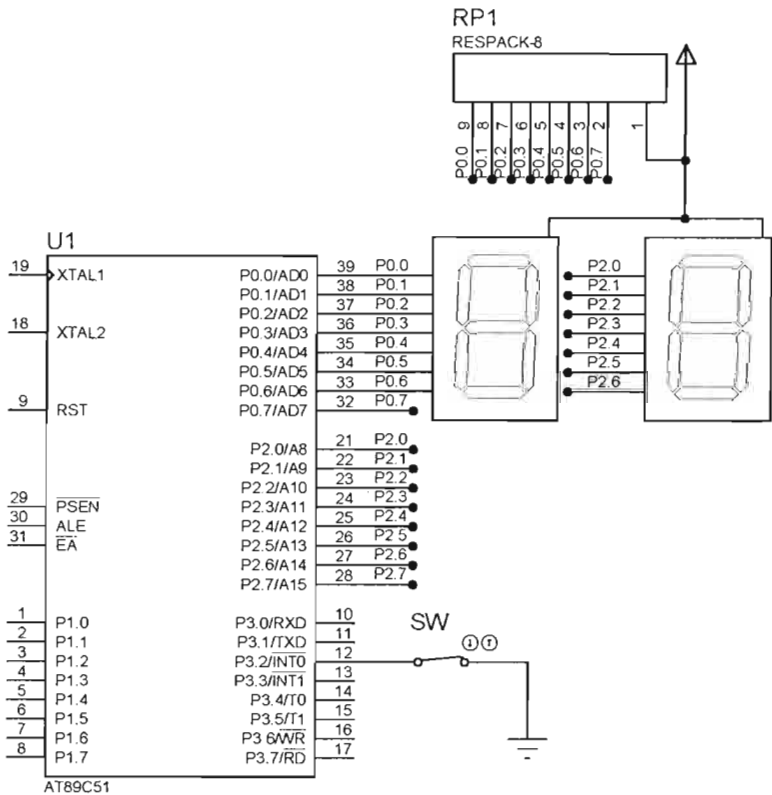 RP1
RESPACK-8
9 8 7 6 5 4 3 2 1
P0.0 P0.1 P0.2 P0.3 P0.4 P0.5 P0.6 P0.7
U1
19 XTAL1 P0.0/AD0 39 P0.0 P2.0
P0.1/AD1 38 P0.1 P2.1
P0.2/AD2 37 P0.2 P2.2
18 XTAL2 P0.3/AD3 36 P0.3 P2.3
P0.4/AD4 35 P0.4 P2.4
P0.5/AD5 34 P0.5 P2.5
P0.6/AD6 33 P0.6 P2.6
9 RST P0.7/AD7 32 P0.7
P2.0/A8 21 P2.0
P2.1/A9 22 P2.1
P2.2/A10 23 P2.2
29 PSEN P2.3/A11 24 P2.3
30 ALE P2.4/A12 25 P2.4
31 EA P2.5/A13 26 P2.5
P2.6/A14 27 P2.6
P2.7/A15 28 P2.7
1 P1.0 P3.0/RXD 10 SW
2 P1.1 P3.1/TXD 11
3 P1.2 P3.2/INT0 12
4 P1.3 P3.3/INT1 13
5 P1.4 P3.4/T0 14
6 P1.5 P3.5/T1 15
7 P1.6 P3.6/WR 16
8 P1.7 P3.7/RD 17
AT89C51